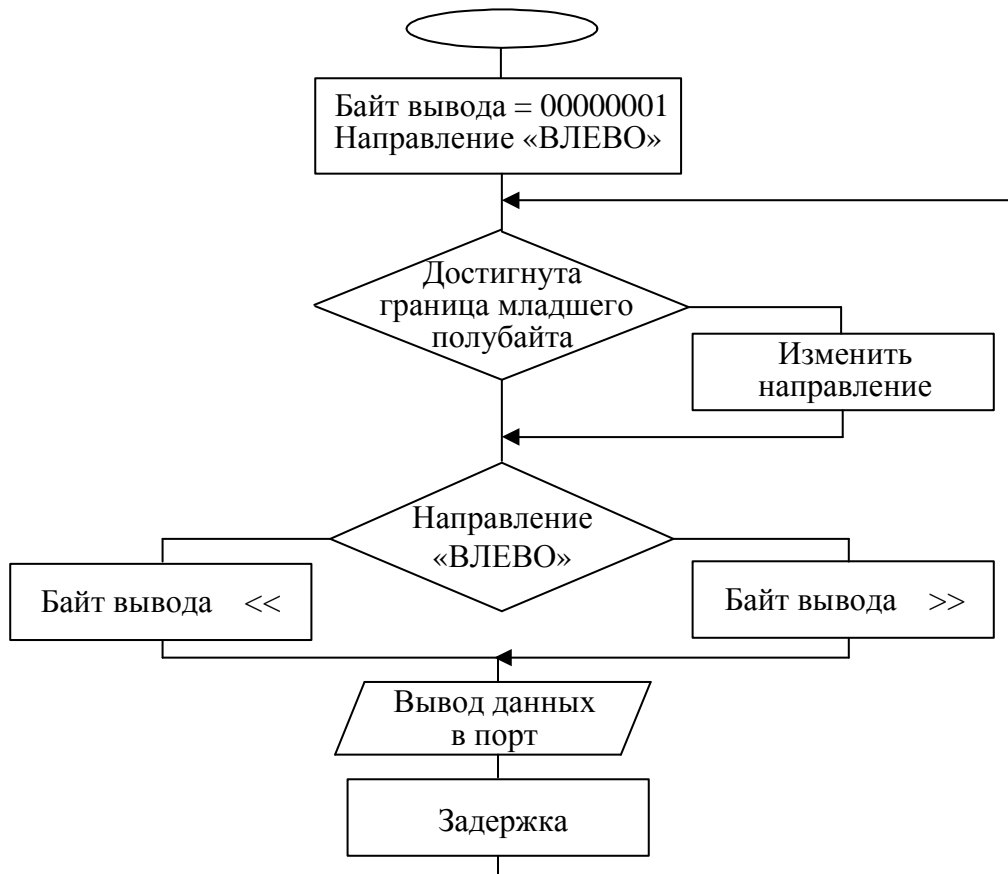 Байт вывода = 00000001
Направление «ВЛЕВО»
Достигнута
граница младшего
полубайта
Изменить
направление
Направление
«ВЛЕВО»
Байт вывода <<
Байт вывода >>
Вывод данных
в порт
Задержка